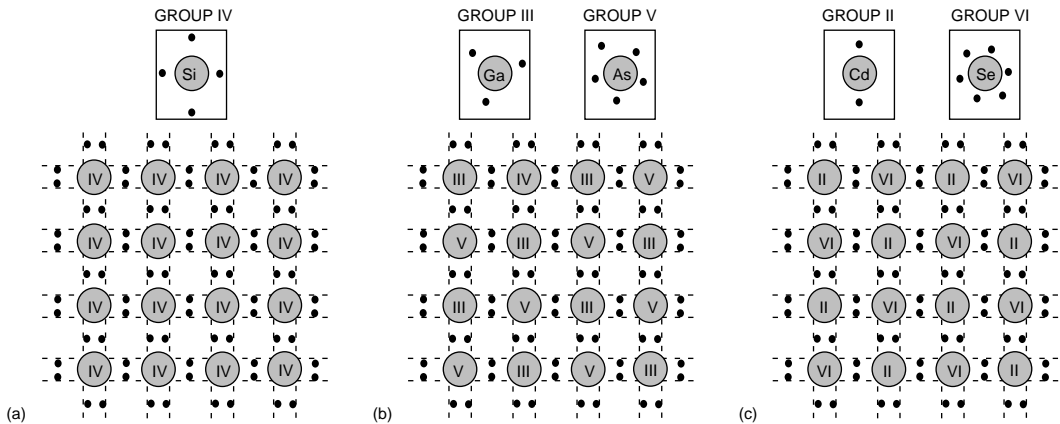 GROUP IV GROUP III GROUP V GROUP II GROUP VI
Si Ga As Cd Se
IV IV IV IV III IV III V II VI II VI
IV IV IV IV V III V III VI II VI II
IV IV IV IV III V III V II VI II VI
IV IV IV IV V III V III VI II VI II
(a) (b) (c)